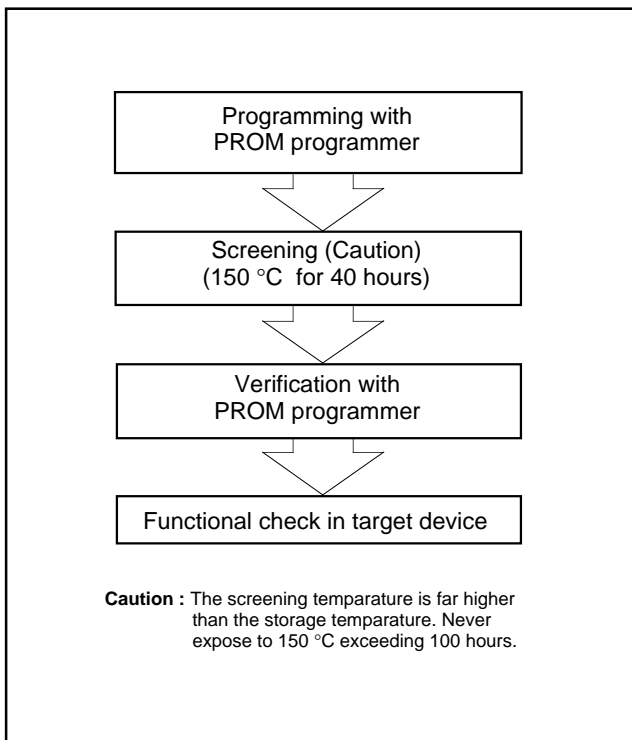 Programming with
PROM programmer
Screening (Caution)
(150 °C for 40 hours)
Verification with
PROM programmer
Functional check in target device
Caution : The screening temparature is far higher
than the storage temparature. Never
expose to 150 °C exceeding 100 hours.